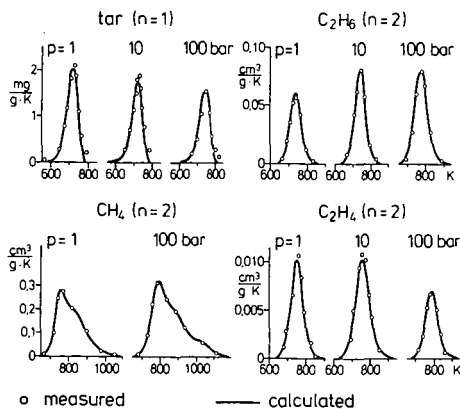 tar (n=1)
p=1 10 100 bar
mg
g·K
2
1
0
600 800 600 800 600 800
C2H6 (n=2)
p=1 10 100 bar
0,10
cm³
g·K
0,05
0
600 800 600 800 800 K
CH4 (n=2)
p=1 100 bar
cm³
g·K
0,3
0,2
0,1
0
800 1000 800 1000
C2H4 (n=2)
p=1 10 100 bar
0,010
cm³
g·K
0,005
0
600 800 600 800 800 K
o measured — calculated